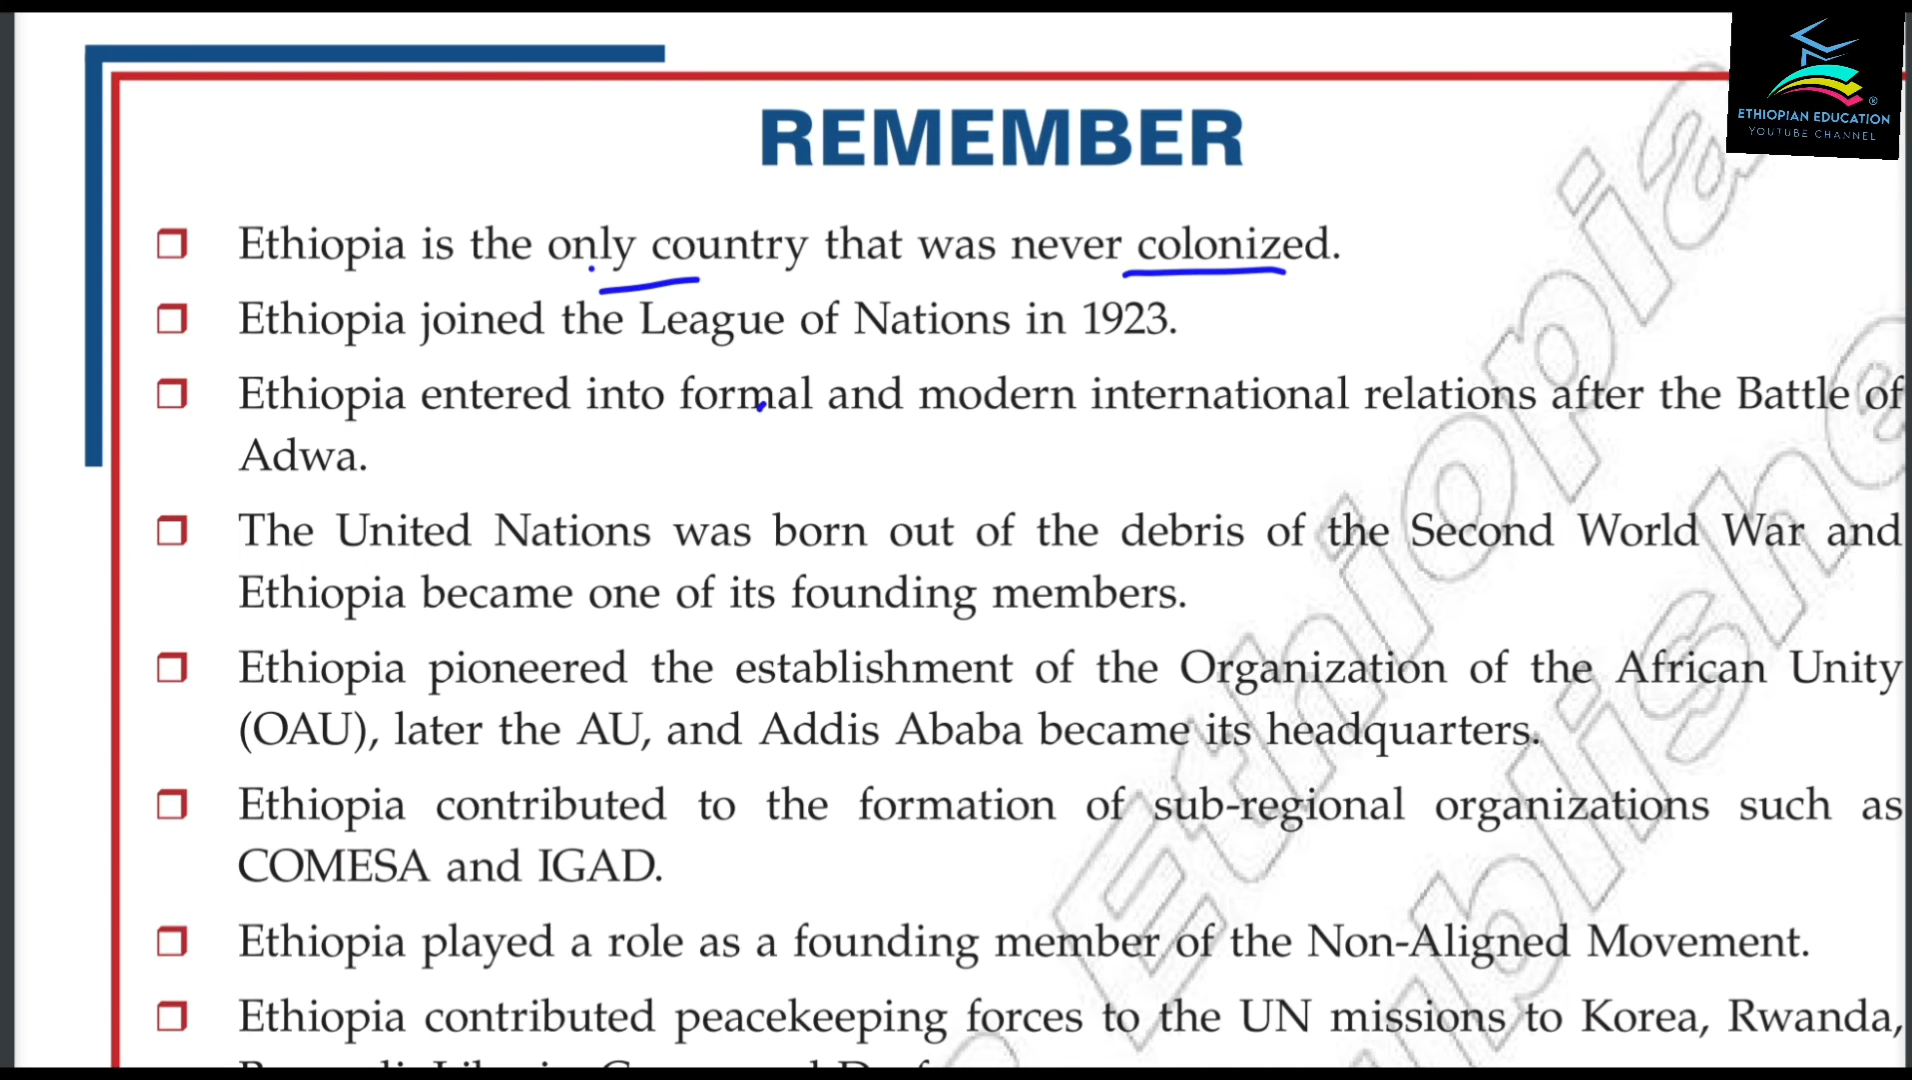 ETHIOPIAN EDUCATION
YOUTUBE CHANNEL
REMEMBER
Ethiopia is the only country that was never colonized.
Ethiopia joined the League of Nations in 1923.
Ethiopia entered into formal and modern international relations after the Battle of
Adwa.
The United Nations was born out of the debris of the Second World War and
Ethiopia became one of its founding members.
Ethiopia pioneered the establishment of the Organization of the African Unity
(OAU), later the AU, and Addis Ababa became its headquarters.
Ethiopia contributed to the formation of sub-regional organizations such as
COMESA and IGAD.
Ethiopia played a role as a founding member of the Non-Aligned Movement.
Ethiopia contributed peacekeeping forces to the UN missions to Korea, Rwanda,
Ethiopia